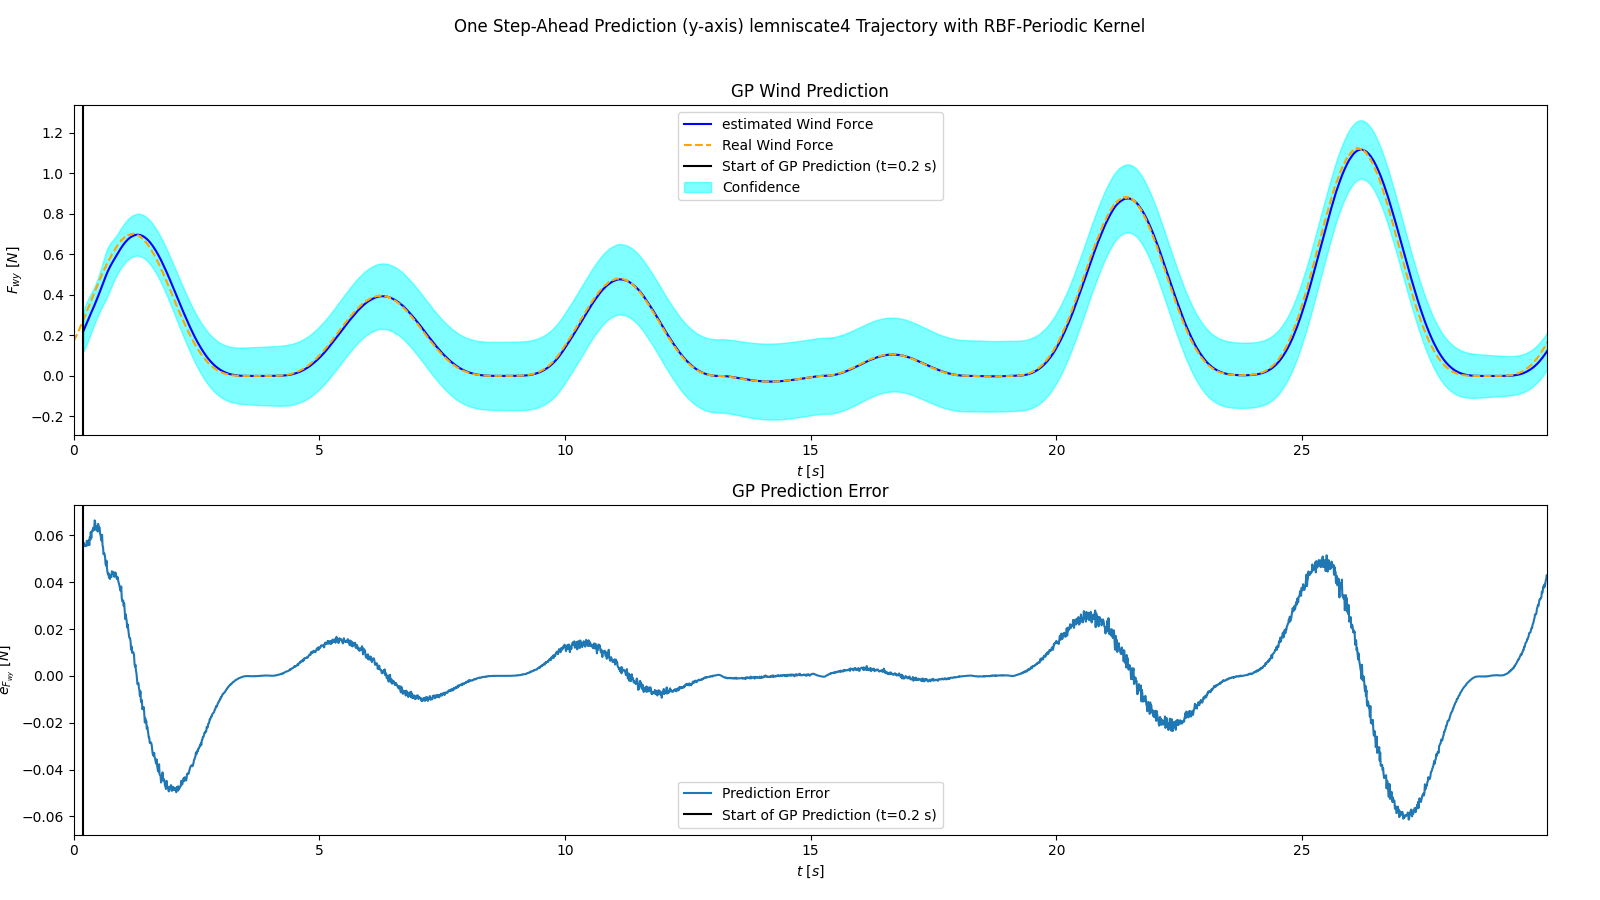 One Step-Ahead Prediction (y-axis) lemniscate4 Trajectory with RBF-Periodic Kernel
GP Wind Prediction
estimated Wind Force
Real Wind Force
Start of GP Prediction (t=0.2 s)
Confidence
F_wy [N]
1.2
1.0
0.8
0.6
0.4
0.2
0.0
−0.2
0 5 10 15 20 25
t [s]
GP Prediction Error
e_F_wy [N]
0.06
0.04
0.02
0.00
−0.02
−0.04
−0.06
Prediction Error
Start of GP Prediction (t=0.2 s)
0 5 10 15 20 25
t [s]